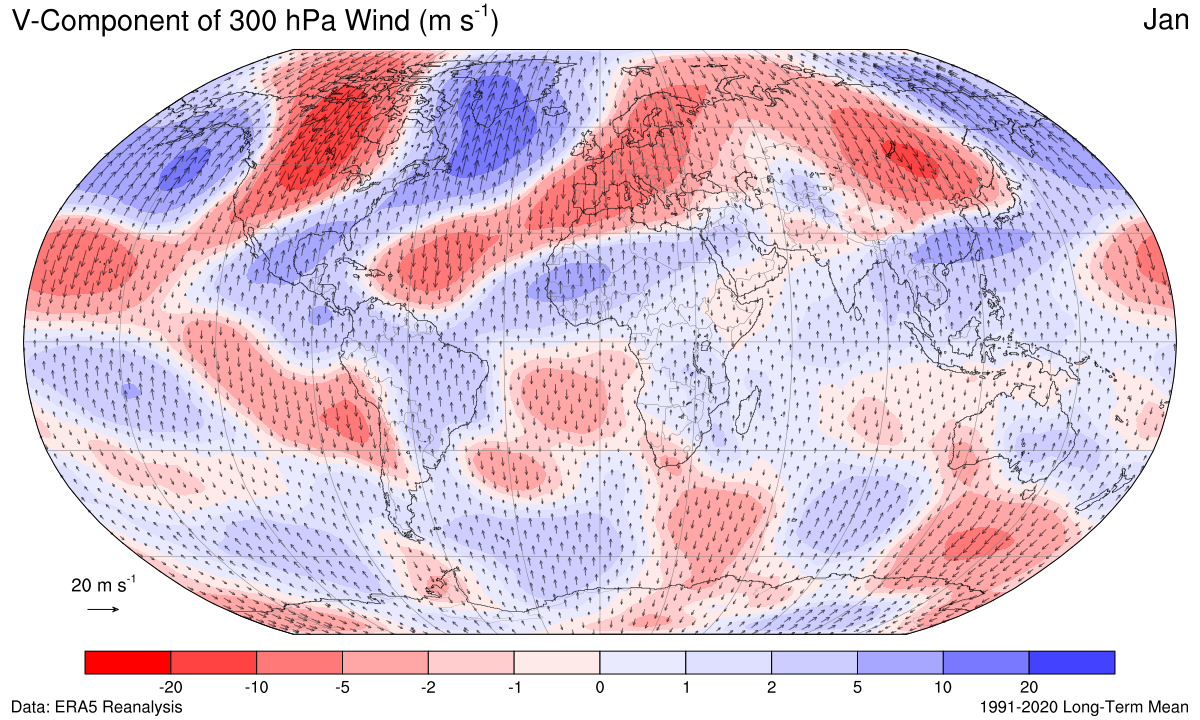 V-Component of 300 hPa Wind (m s⁻¹)
Jan
20 m s⁻¹
-20 -10 -5 -2 -1 0 1 2 5 10 20
Data: ERA5 Reanalysis
1991-2020 Long-Term Mean